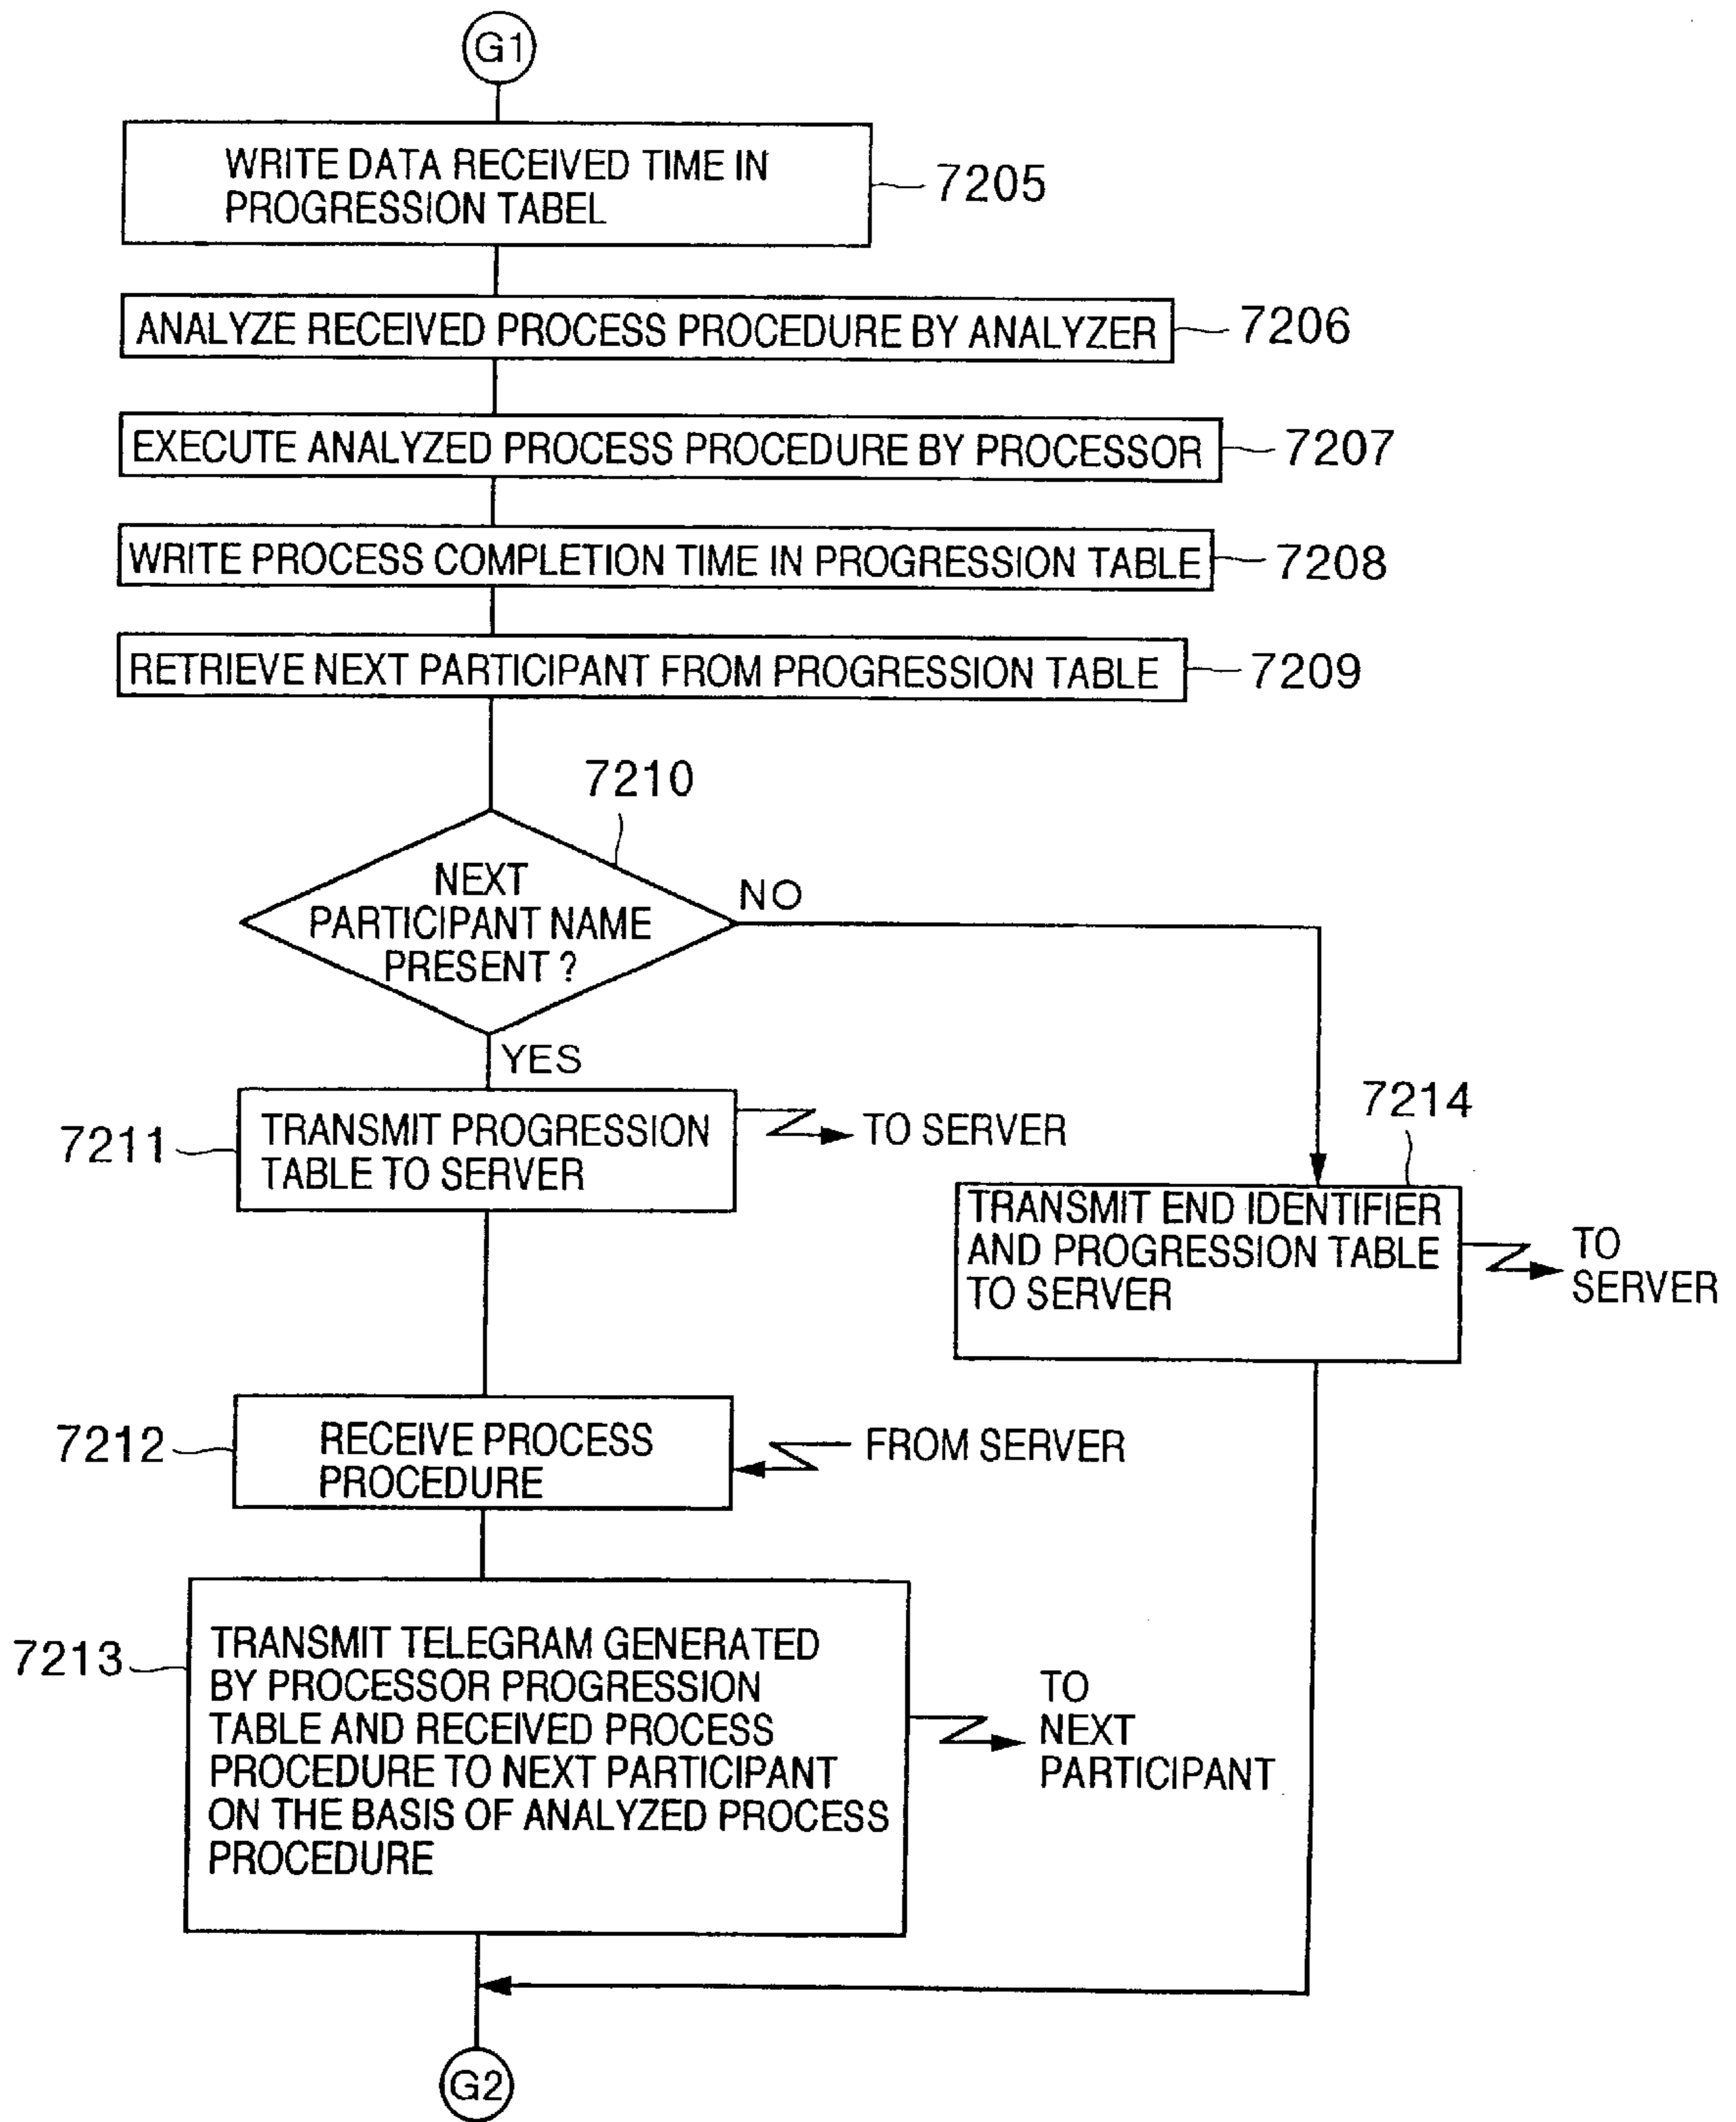 G1
WRITE DATA RECEIVED TIME IN
PROGRESSION TABEL
7205
ANALYZE RECEIVED PROCESS PROCEDURE BY ANALYZER
7206
EXECUTE ANALYZED PROCESS PROCEDURE BY PROCESSOR
7207
WRITE PROCESS COMPLETION TIME IN PROGRESSION TABLE
7208
RETRIEVE NEXT PARTICIPANT FROM PROGRESSION TABLE
7209
7210
NEXT
PARTICIPANT NAME
PRESENT ?
NO
YES
7211
TRANSMIT PROGRESSION
TABLE TO SERVER
TO SERVER
7214
TRANSMIT END IDENTIFIER
AND PROGRESSION TABLE
TO SERVER
TO
SERVER
7212
RECEIVE PROCESS
PROCEDURE
FROM SERVER
7213
TRANSMIT TELEGRAM GENERATED
BY PROCESSOR PROGRESSION
TABLE AND RECEIVED PROCESS
PROCEDURE TO NEXT PARTICIPANT
ON THE BASIS OF ANALYZED PROCESS
PROCEDURE
TO
NEXT
PARTICIPANT
G2